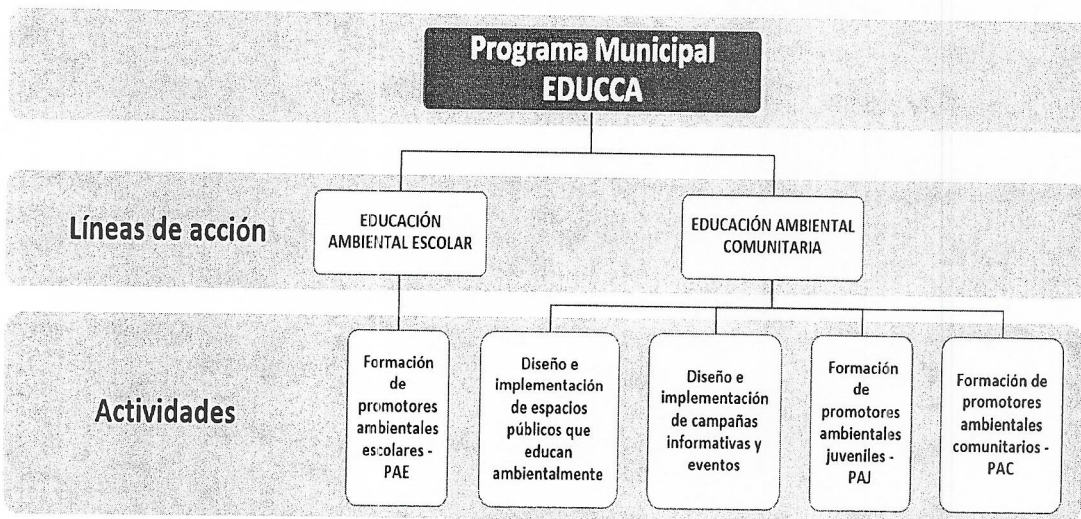 Programa Municipal
EDUCCA
Líneas de acción
EDUCACIÓN
AMBIENTAL ESCOLAR
EDUCACIÓN AMBIENTAL
COMUNITARIA
Actividades
Formación
de
promotores
ambientales
escolares -
PAE
Diseño e
implementación
de espacios
públicos que
educan
ambientalmente
Diseño e
implementación
de campañas
informativas y
eventos
Formación
de
promotores
ambientales
juveniles -
PAJ
Formación de
promotores
ambientales
comunitarios -
PAC